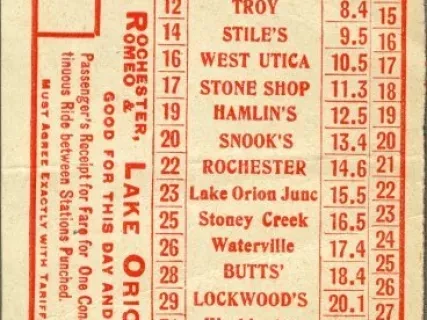 ROCHESTER,
ROMEO & LAKE ORIO
GOOD FOR THIS DAY AND
Passenger's Receipt for Fare for One Con
tinuous Ride between Stations Punched.
MUST AGREE EXACTLY WITH TARIFF
12 TROY 8.4 15
14 STILE'S 9.5 16
16 WEST UTICA 10.5 17
17 STONE SHOP 11.3 18
19 HAMLIN'S 12.5 19
20 SNOOK'S 13.4 20
22 ROCHESTER 14.6 21
23 Lake Orion Junc 15.5 22
25 Stoney Creek 16.5 23
26 Waterville 17.4 24
28 BUTTS' 18.4 25
29 LOCKWOOD'S 20.1 26
27